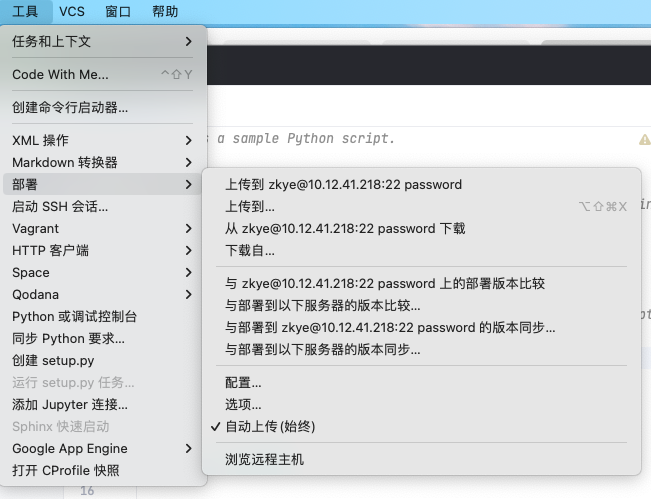 工具 VCS 窗口 帮助
任务和上下文
Code With Me... ^⇧Y
创建命令行启动器...
s a sample Python script.
XML 操作
Markdown 转换器
部署
启动 SSH 会话...
Vagrant
HTTP 客户端
Space
Qodana
Python 或调试控制台
同步 Python 要求...
创建 setup.py
运行 setup.py 任务...
添加 Jupyter 连接...
Sphinx 快速启动
Google App Engine
打开 CProfile 快照
上传到 zkye@10.12.41.218:22 password
上传到... ⌥⇧⌘X
从 zkye@10.12.41.218:22 password 下载
下载自...
与 zkye@10.12.41.218:22 password 上的部署版本比较
与部署到以下服务器的版本比较...
与部署到 zkye@10.12.41.218:22 password 的版本同步...
与部署到以下服务器的版本同步...
配置...
选项...
✓ 自动上传(始终)
浏览远程主机
in
pt
16